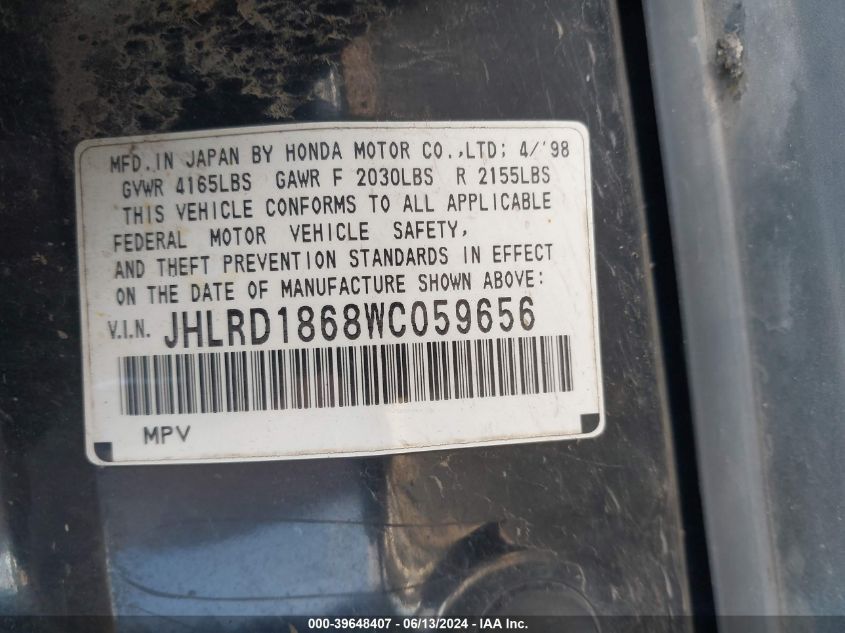 MFD. IN JAPAN BY HONDA MOTOR CO.,LTD; 4/'98
GVWR 4165LBS GAWR F 2030LBS R 2155LBS
THIS VEHICLE CONFORMS TO ALL APPLICABLE
FEDERAL MOTOR VEHICLE SAFETY,
AND THEFT PREVENTION STANDARDS IN EFFECT
ON THE DATE OF MANUFACTURE SHOWN ABOVE:
V.I.N. JHLRD1868WC059656
MPV
000-39648407 - 06/13/2024 - IAA Inc.